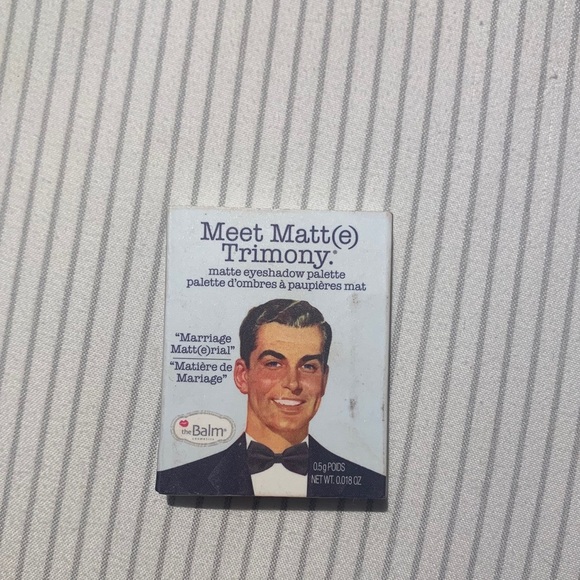 Meet Matt(e)
Trimony.®
matte eyeshadow palette
palette d'ombres à paupières mat
"Marriage
Matt(e)rial"
"Matière de
Mariage"
theBalm®
COSMETICS
0.5g POIDS
NET WT. 0.018 OZ